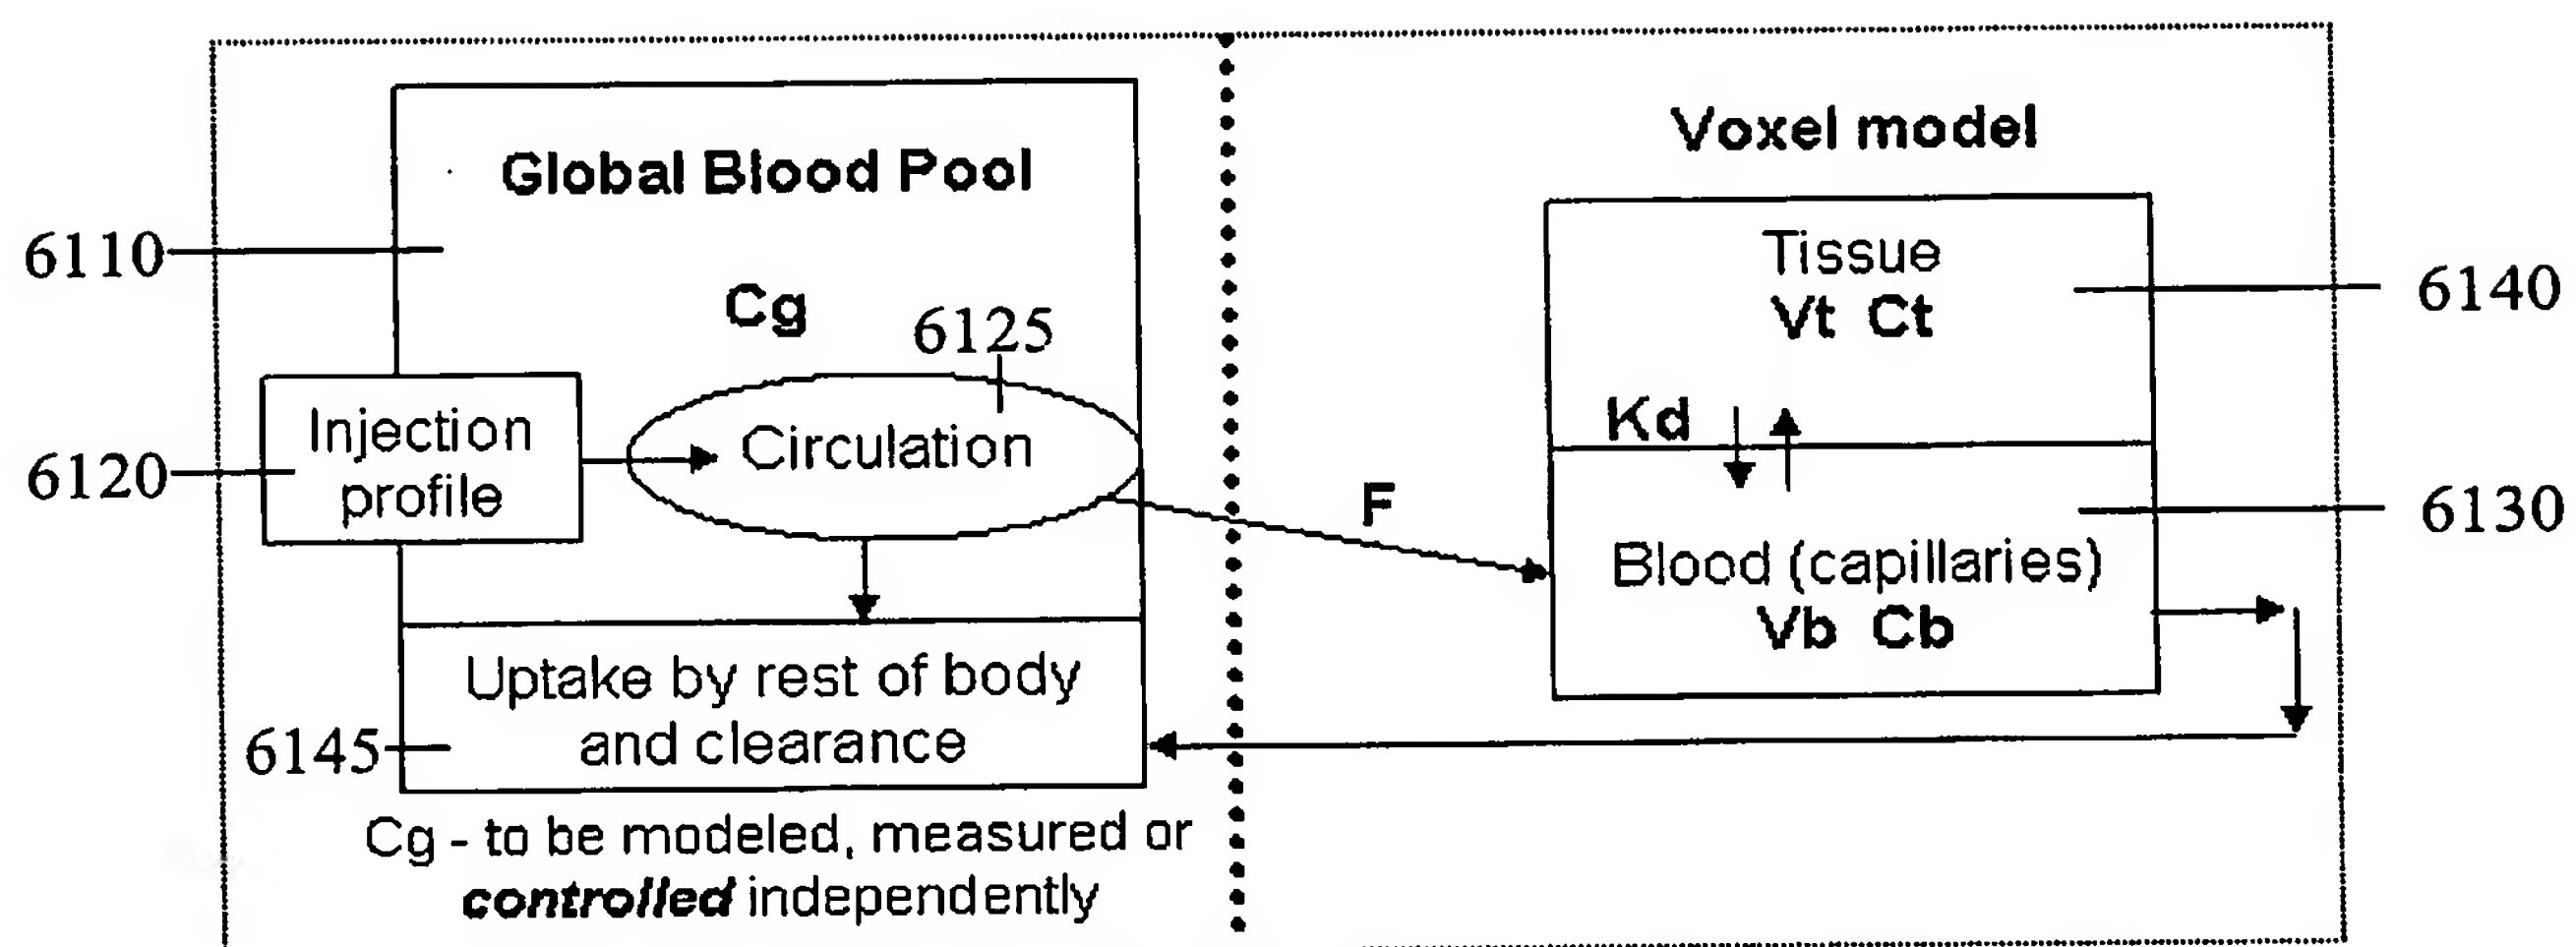 Global Blood Pool
6110
Cg
6125
Injection
profile
6120
Circulation
Uptake by rest of body
and clearance
6145
Cg - to be modeled, measured or
controlled independently
F
Voxel model
Tissue
Vt Ct
6140
Kd
6130
Blood (capillaries)
Vb Cb